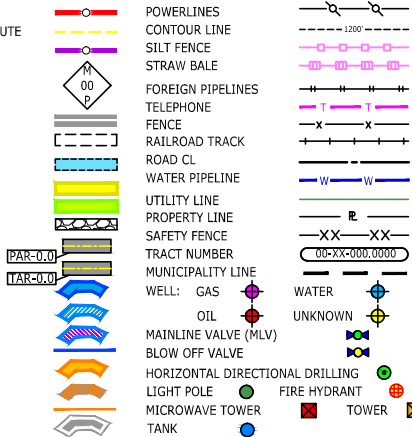 POWERLINES
UTE CONTOUR LINE 1200'
SILT FENCE
STRAW BALE
M
00
P
FOREIGN PIPELINES
TELEPHONE T T
FENCE X X
RAILROAD TRACK
ROAD CL
WATER PIPELINE W W
UTILITY LINE
PROPERTY LINE PL
SAFETY FENCE XX XX
PAR-0.0 TRACT NUMBER 00-XX-000.0000
TAR-0.0 MUNICIPALITY LINE
WELL: GAS WATER
OIL UNKNOWN
MAINLINE VALVE (MLV)
BLOW OFF VALVE
HORIZONTAL DIRECTIONAL DRILLING
LIGHT POLE FIRE HYDRANT
MICROWAVE TOWER TOWER
TANK